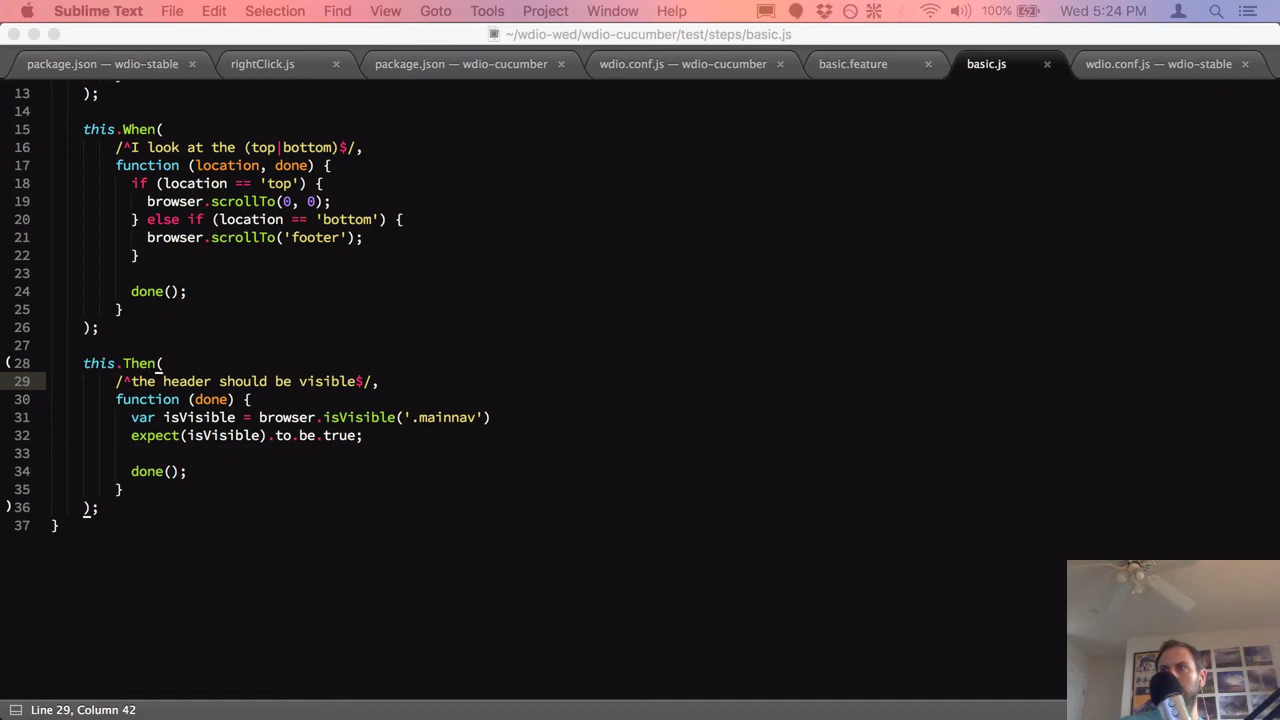 Sublime Text File Edit Selection Find View Goto Tools Project Window Help 100% Wed 5:24 PM
~/wdio-wed/wdio-cucumber/test/steps/basic.js
package.json — wdio-stable × rightClick.js × package.json — wdio-cucumber × wdio.conf.js — wdio-cucumber × basic.feature × basic.js × wdio.conf.js — wdio-stable ×
13 );
14
15 this.When(
16 /^I look at the (top|bottom)$/,
17 function (location, done) {
18 if (location == 'top') {
19 browser.scrollTo(0, 0);
20 } else if (location == 'bottom') {
21 browser.scrollTo('footer');
22 }
23
24 done();
25 }
26 );
27
(28 this.Then(
29 /^the header should be visible$/,
30 function (done) {
31 var isVisible = browser.isVisible('.mainnav')
32 expect(isVisible).to.be.true;
33
34 done();
35 }
)36 );
37 }
Line 29, Column 42